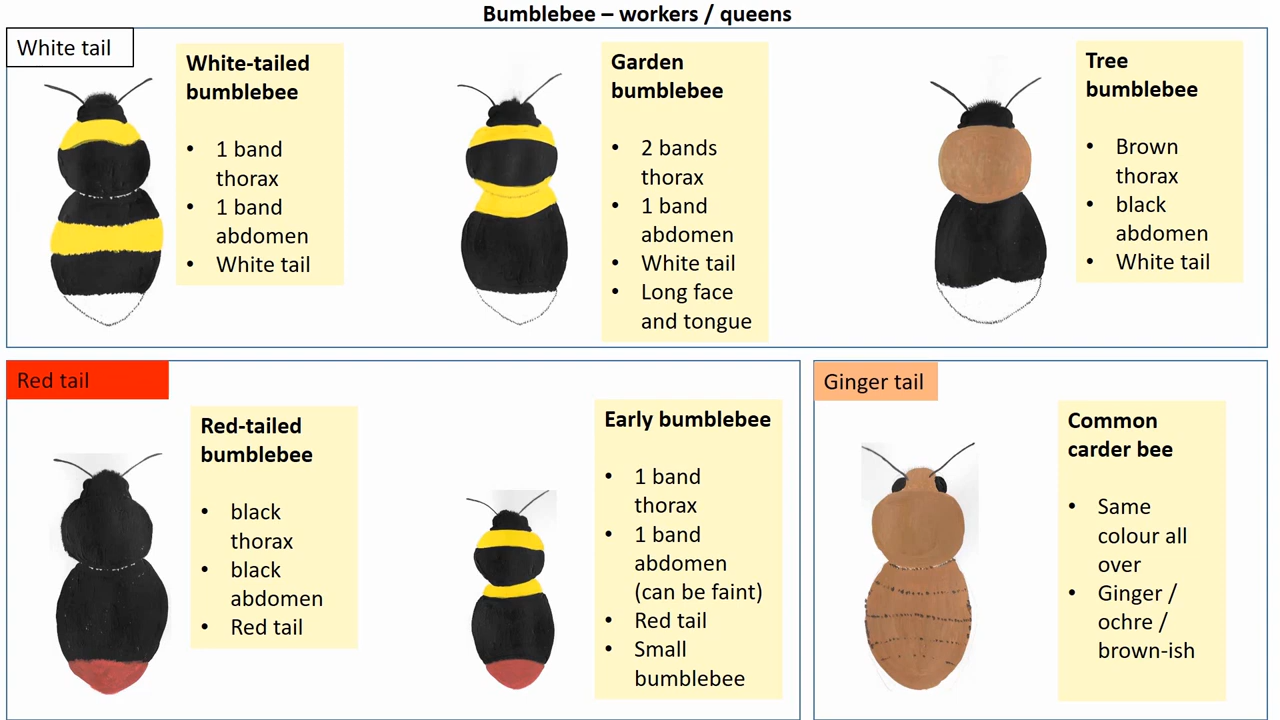 Bumblebee – workers / queens
White tail
White-tailed
bumblebee
• 1 band
thorax
• 1 band
abdomen
• White tail
Garden
bumblebee
• 2 bands
thorax
• 1 band
abdomen
• White tail
• Long face
and tongue
Tree
bumblebee
• Brown
thorax
• black
abdomen
• White tail
Red tail
Red-tailed
bumblebee
• black
thorax
• black
abdomen
• Red tail
Early bumblebee
• 1 band
thorax
• 1 band
abdomen
(can be faint)
• Red tail
• Small
bumblebee
Ginger tail
Common
carder bee
• Same
colour all
over
• Ginger /
ochre /
brown-ish